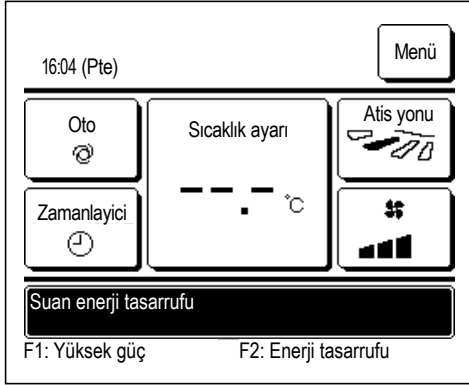 16:04 (Pte)
Menü
Oto
Sıcaklık ayarı
Atis yonu
--.- °C
Zamanlayici
Suan enerji tasarrufu
F1: Yüksek güç
F2: Enerji tasarrufu